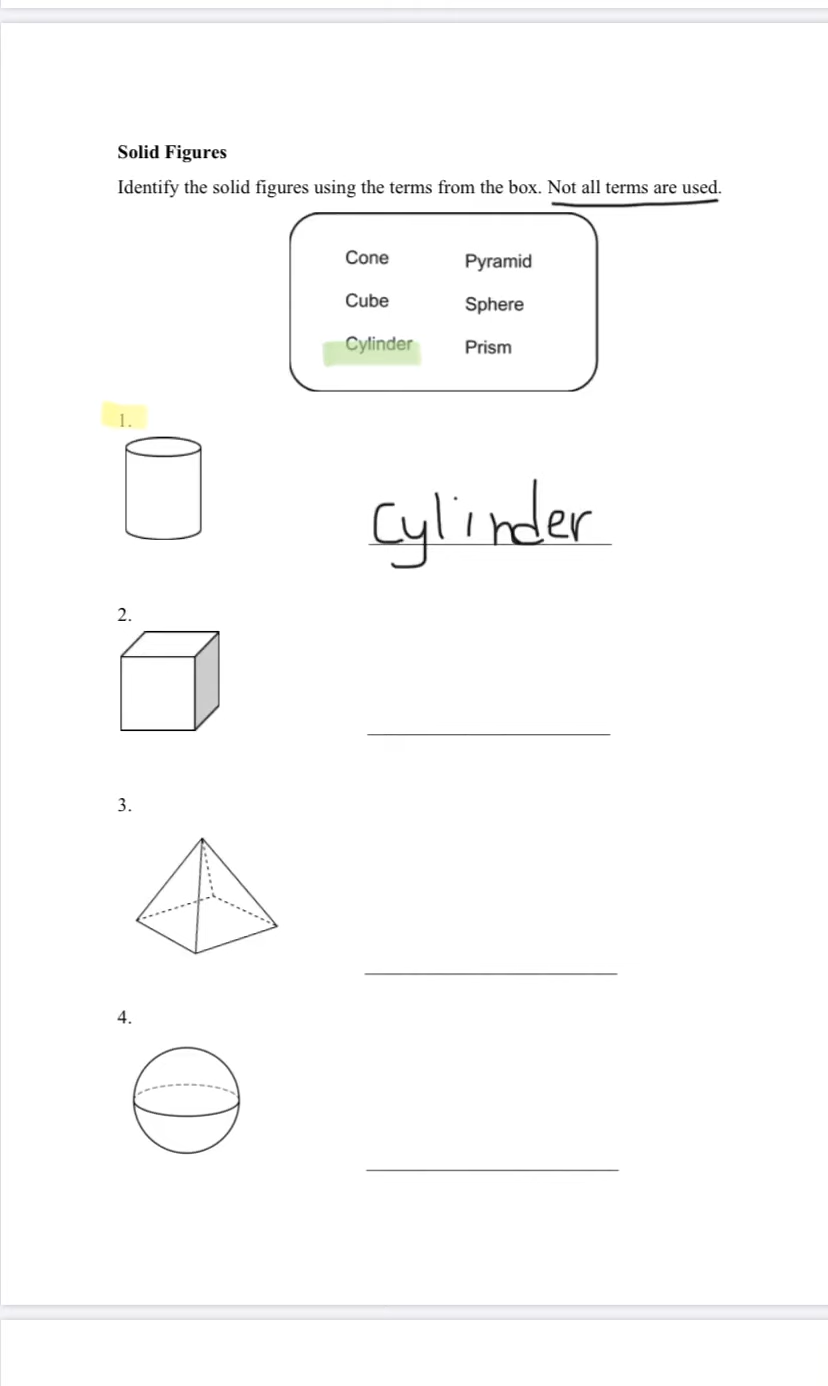 Solid Figures
Identify the solid figures using the terms from the box. Not all terms are used.
Cone Pyramid
Cube Sphere
Cylinder Prism
1.
Cylinder
2.
3.
4.